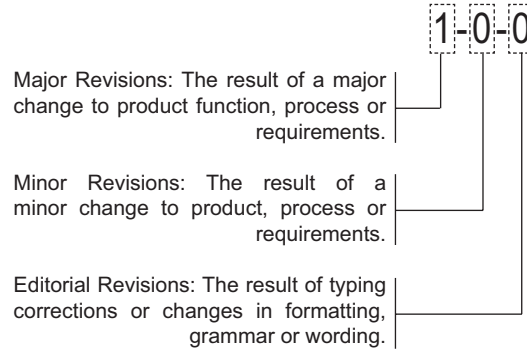 1-0-0
Major Revisions: The result of a major
change to product function, process or
requirements.
Minor Revisions: The result of a
minor change to product, process or
requirements.
Editorial Revisions: The result of typing
corrections or changes in formatting,
grammar or wording.